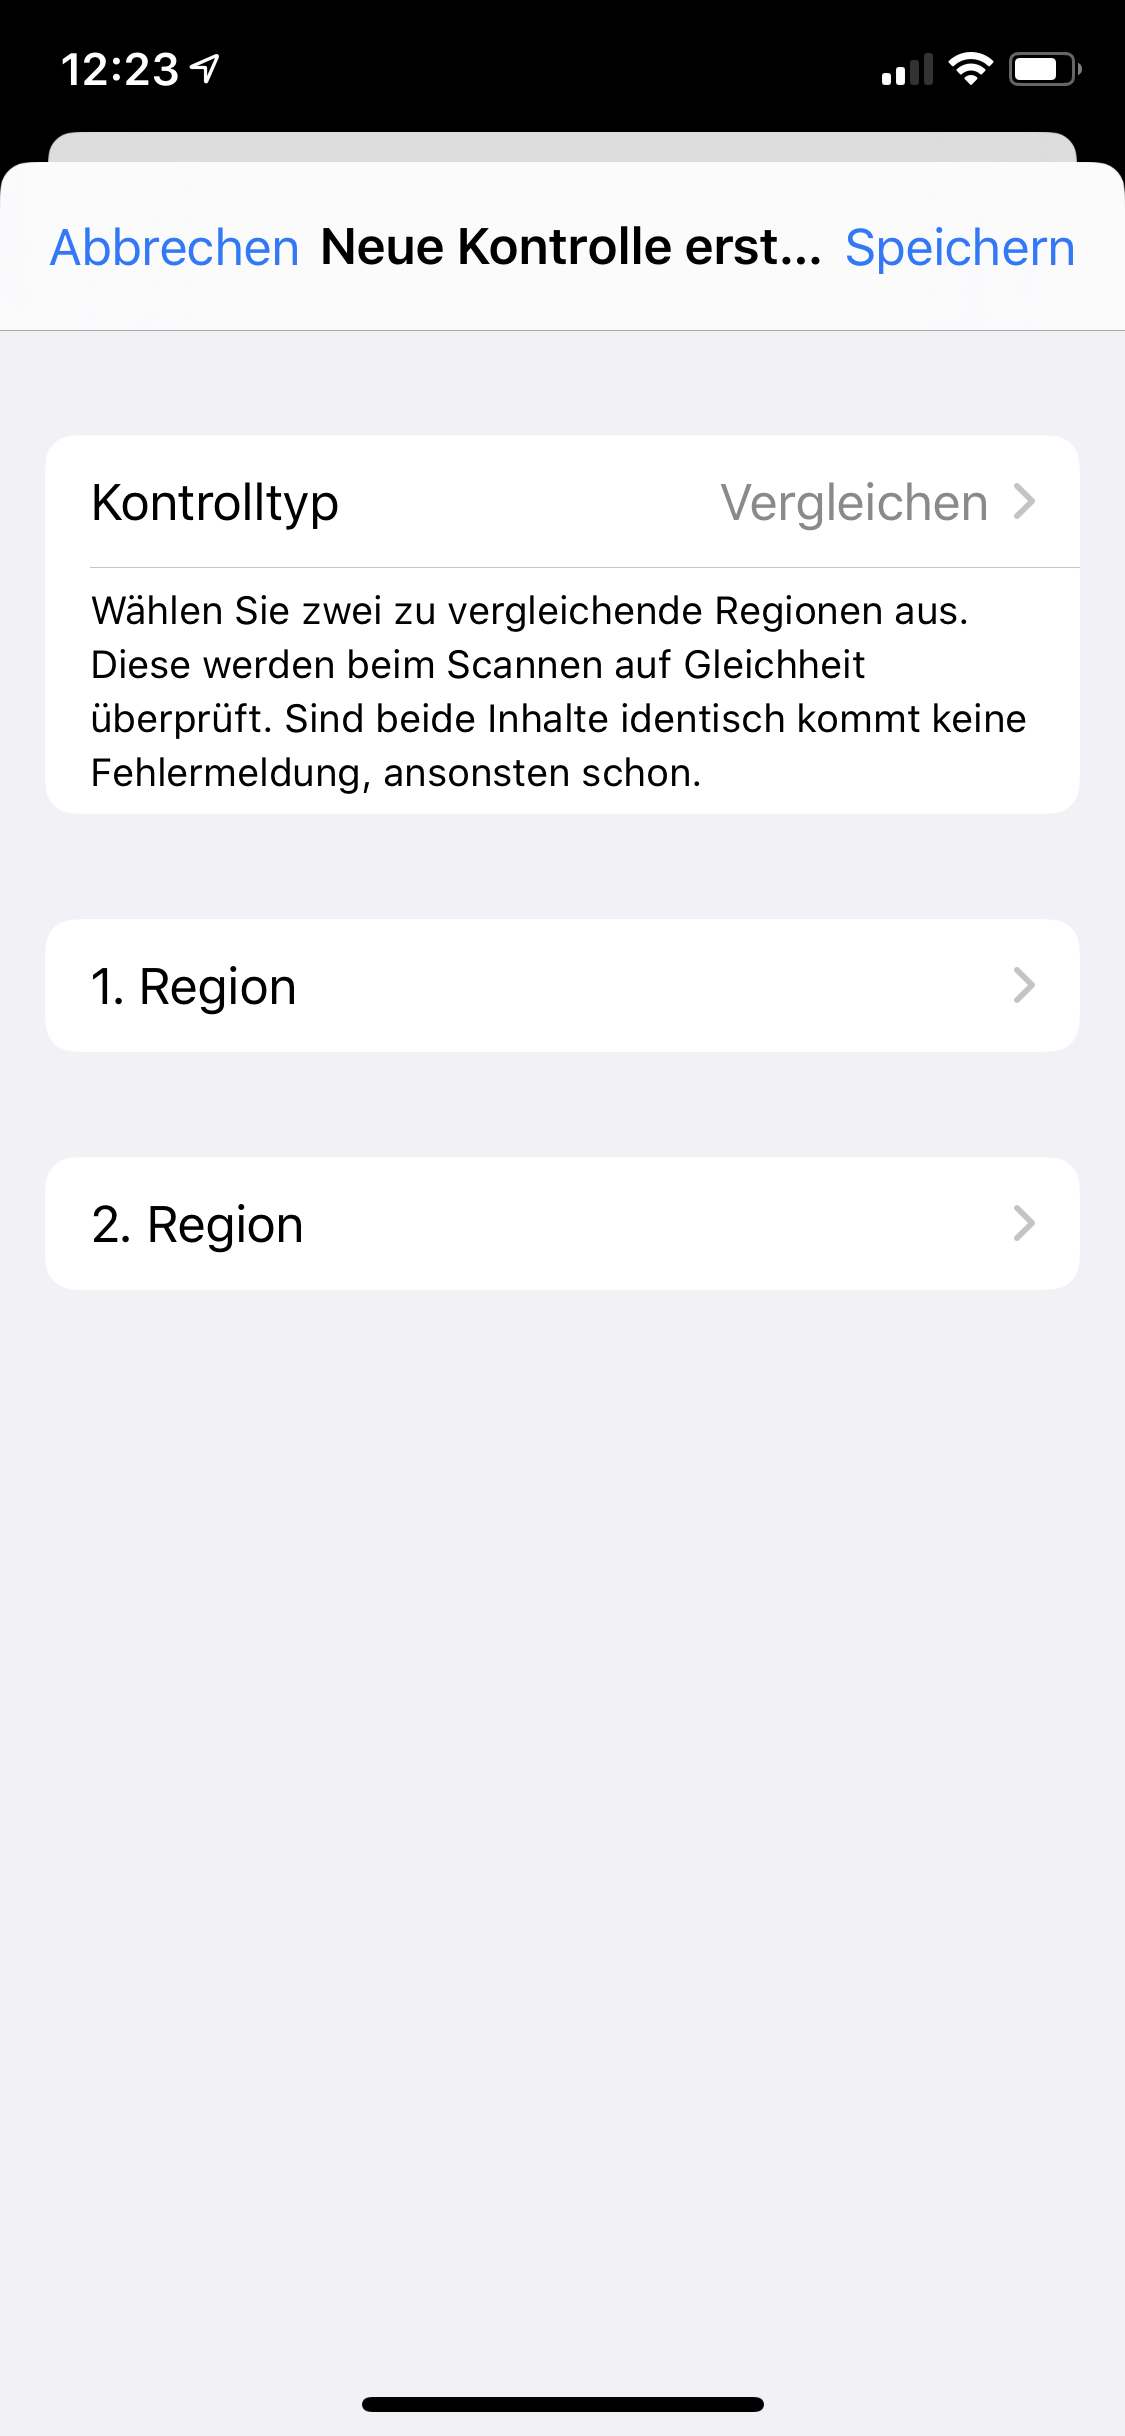 12:23
Abbrechen Neue Kontrolle erst... Speichern
Kontrolltyp Vergleichen
Wählen Sie zwei zu vergleichende Regionen aus.
Diese werden beim Scannen auf Gleichheit
überprüft. Sind beide Inhalte identisch kommt keine
Fehlermeldung, ansonsten schon.
1. Region
2. Region